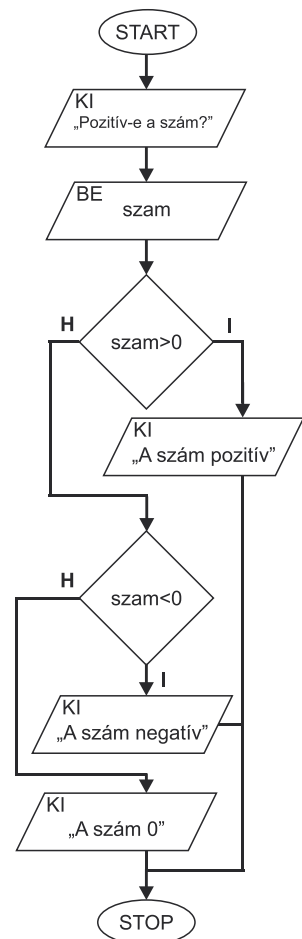 START
KI
„Pozitív-e a szám?”
BE
szam
H
I
szam>0
KI
„A szám pozitív”
H
szam<0
I
KI
„A szám negatív”
KI
„A szám 0”
STOP